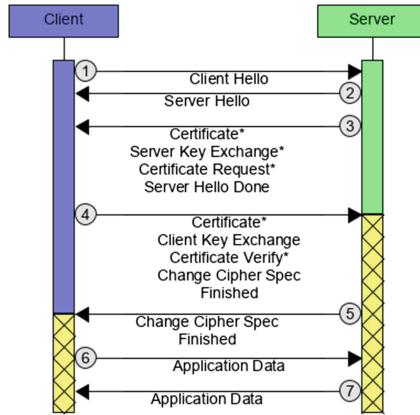 Client
Server
1
Client Hello
2
Server Hello
3
Certificate*
Server Key Exchange*
Certificate Request*
Server Hello Done
4
Certificate*
Client Key Exchange
Certificate Verify*
Change Cipher Spec
Finished
5
Change Cipher Spec
Finished
6
Application Data
7
Application Data